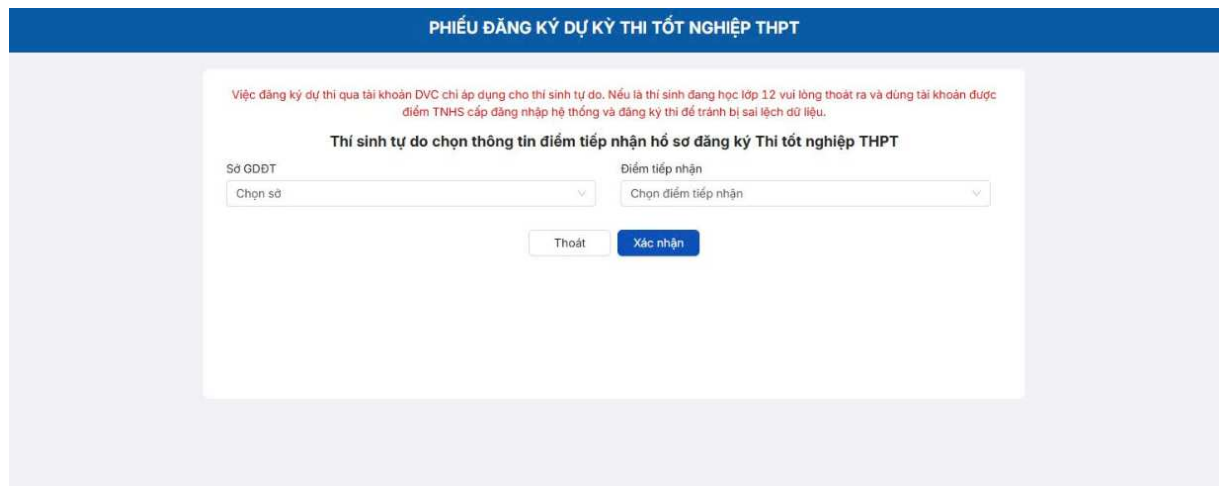 PHIẾU ĐĂNG KÝ DỰ KỲ THI TỐT NGHIỆP THPT
Việc đăng ký dự thi qua tài khoản DVC chỉ áp dụng cho thí sinh tự do. Nếu là thí sinh đang học lớp 12 vui lòng thoát ra và dùng tài khoản được
điểm TNHS cấp đăng nhập hệ thống và đăng ký thi để tránh bị sai lệch dữ liệu.
Thí sinh tự do chọn thông tin điểm tiếp nhận hồ sơ đăng ký Thi tốt nghiệp THPT
Sở GDĐT
Điểm tiếp nhận
Chọn sở
Chọn điểm tiếp nhận
Thoát
Xác nhận